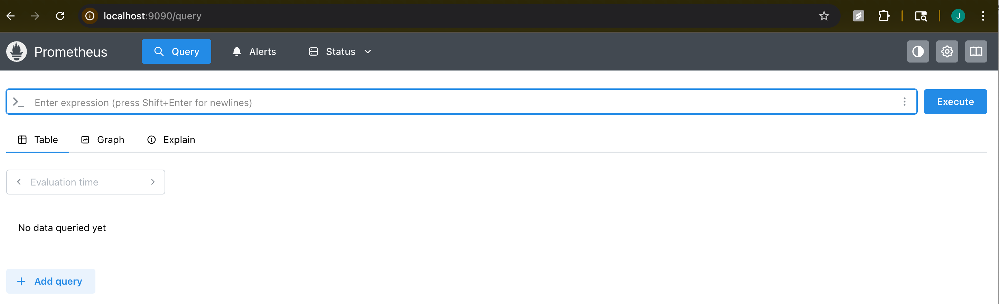 localhost:9090/query
J
Prometheus Query Alerts Status
Enter expression (press Shift+Enter for newlines) Execute
Table Graph Explain
Evaluation time
No data queried yet
Add query